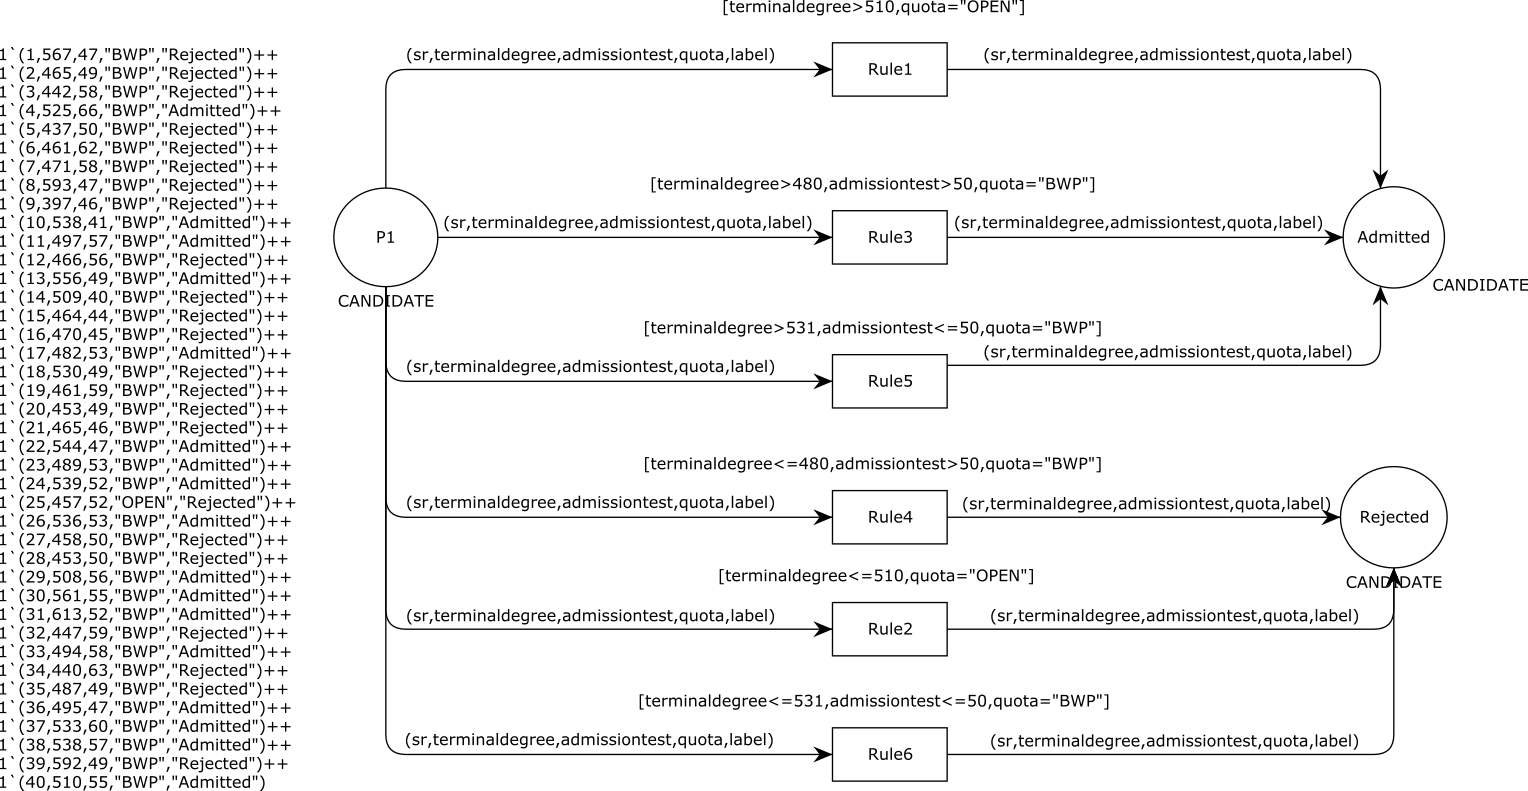 [terminaldegree>510,quota="OPEN"]
1`(1,567,47,"BWP","Rejected")++
1`(2,465,49,"BWP","Rejected")++
1`(3,442,58,"BWP","Rejected")++
1`(4,525,66,"BWP","Admitted")++
1`(5,437,50,"BWP","Rejected")++
1`(6,461,62,"BWP","Rejected")++
1`(7,471,58,"BWP","Rejected")++
1`(8,593,47,"BWP","Rejected")++
1`(9,397,46,"BWP","Rejected")++
1`(10,538,41,"BWP","Admitted")++
1`(11,497,57,"BWP","Admitted")++
1`(12,466,56,"BWP","Rejected")++
1`(13,556,49,"BWP","Admitted")++
1`(14,509,40,"BWP","Rejected")++
1`(15,464,44,"BWP","Rejected")++
1`(16,470,45,"BWP","Rejected")++
1`(17,482,53,"BWP","Admitted")++
1`(18,530,49,"BWP","Rejected")++
1`(19,461,59,"BWP","Rejected")++
1`(20,453,49,"BWP","Rejected")++
1`(21,465,46,"BWP","Rejected")++
1`(22,544,47,"BWP","Admitted")++
1`(23,489,53,"BWP","Admitted")++
1`(24,539,52,"BWP","Admitted")++
1`(25,457,52,"OPEN","Rejected")++
1`(26,536,53,"BWP","Admitted")++
1`(27,458,50,"BWP","Rejected")++
1`(28,453,50,"BWP","Rejected")++
1`(29,508,56,"BWP","Admitted")++
1`(30,561,55,"BWP","Admitted")++
1`(31,613,52,"BWP","Admitted")++
1`(32,447,59,"BWP","Rejected")++
1`(33,494,58,"BWP","Admitted")++
1`(34,440,63,"BWP","Rejected")++
1`(35,487,49,"BWP","Rejected")++
1`(36,495,47,"BWP","Admitted")++
1`(37,533,60,"BWP","Admitted")++
1`(38,538,57,"BWP","Admitted")++
1`(39,592,49,"BWP","Rejected")++
1`(40,510,55,"BWP","Admitted")
(sr,terminaldegree,admissiontest,quota,label)
Rule1
(sr,terminaldegree,admissiontest,quota,label)
[terminaldegree>480,admissiontest>50,quota="BWP"]
P1
CANDIDATE
(sr,terminaldegree,admissiontest,quota,label)
Rule3
(sr,terminaldegree,admissiontest,quota,label)
Admitted
CANDIDATE
[terminaldegree>531,admissiontest<=50,quota="BWP"]
(sr,terminaldegree,admissiontest,quota,label)
Rule5
(sr,terminaldegree,admissiontest,quota,label)
[terminaldegree<=480,admissiontest>50,quota="BWP"]
(sr,terminaldegree,admissiontest,quota,label)
Rule4
(sr,terminaldegree,admissiontest,quota,label)
Rejected
CANDIDATE
[terminaldegree<=510,quota="OPEN"]
(sr,terminaldegree,admissiontest,quota,label)
Rule2
(sr,terminaldegree,admissiontest,quota,label)
[terminaldegree<=531,admissiontest<=50,quota="BWP"]
(sr,terminaldegree,admissiontest,quota,label)
Rule6
(sr,terminaldegree,admissiontest,quota,label)